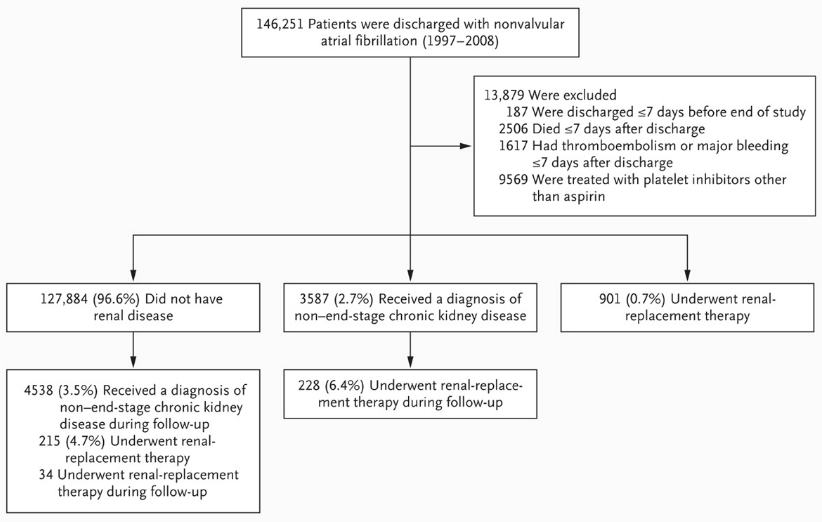 146,251 Patients were discharged with nonvalvular
atrial fibrillation (1997–2008)
13,879 Were excluded
187 Were discharged ≤7 days before end of study
2506 Died ≤7 days after discharge
1617 Had thromboembolism or major bleeding
≤7 days after discharge
9569 Were treated with platelet inhibitors other
than aspirin
127,884 (96.6%) Did not have
renal disease
3587 (2.7%) Received a diagnosis of
non–end-stage chronic kidney disease
901 (0.7%) Underwent renal-
replacement therapy
4538 (3.5%) Received a diagnosis of
non–end-stage chronic kidney
disease during follow-up
215 (4.7%) Underwent renal-
replacement therapy
34 Underwent renal-replacement
therapy during follow-up
228 (6.4%) Underwent renal-replace-
ment therapy during follow-up